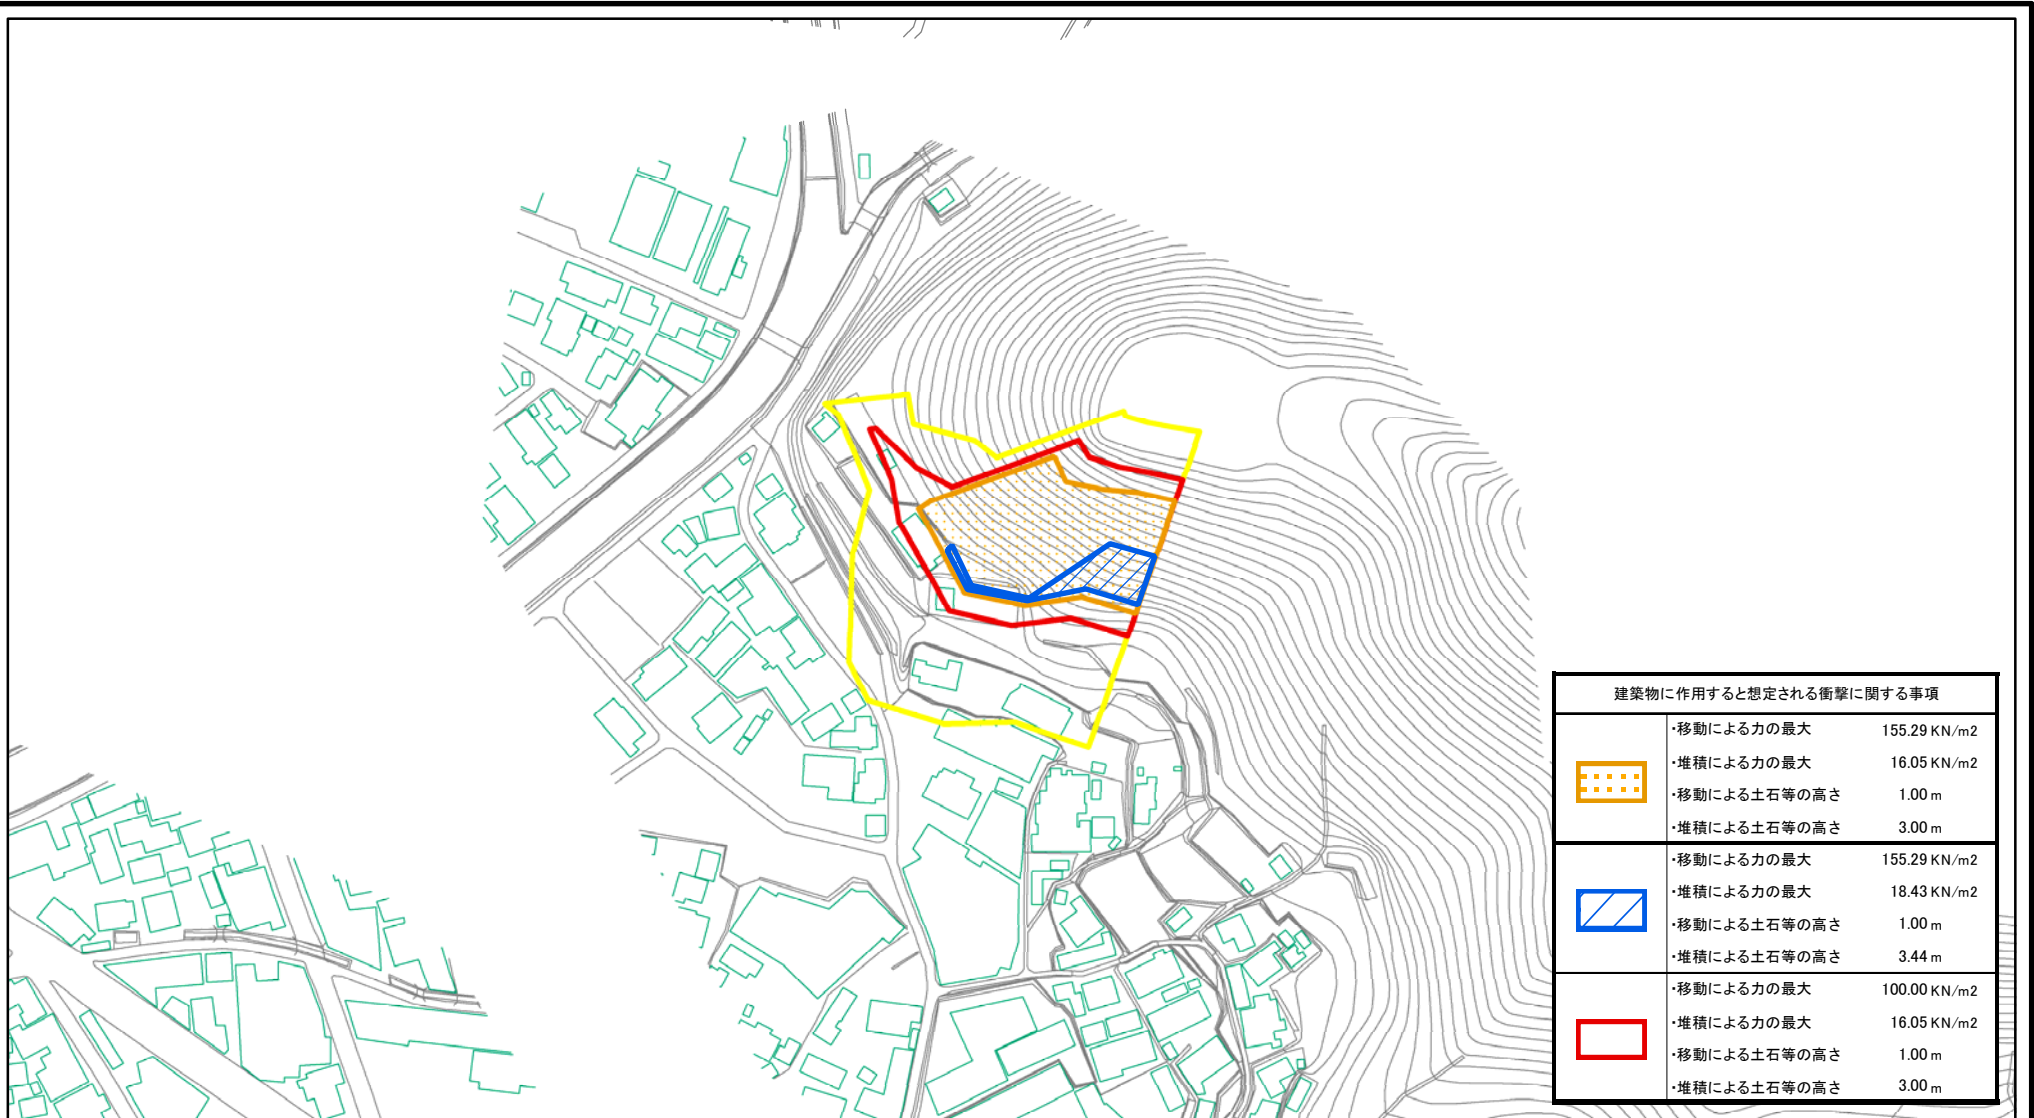 建築物に作用すると想定される衝撃に関する事項
・移動による力の最大 155.29 KN/m2
・堆積による力の最大 16.05 KN/m2
・移動による土石等の高さ 1.00 m
・堆積による土石等の高さ 3.00 m
・移動による力の最大 155.29 KN/m2
・堆積による力の最大 18.43 KN/m2
・移動による土石等の高さ 1.00 m
・堆積による土石等の高さ 3.44 m
・移動による力の最大 100.00 KN/m2
・堆積による力の最大 16.05 KN/m2
・移動による土石等の高さ 1.00 m
・堆積による土石等の高さ 3.00 m